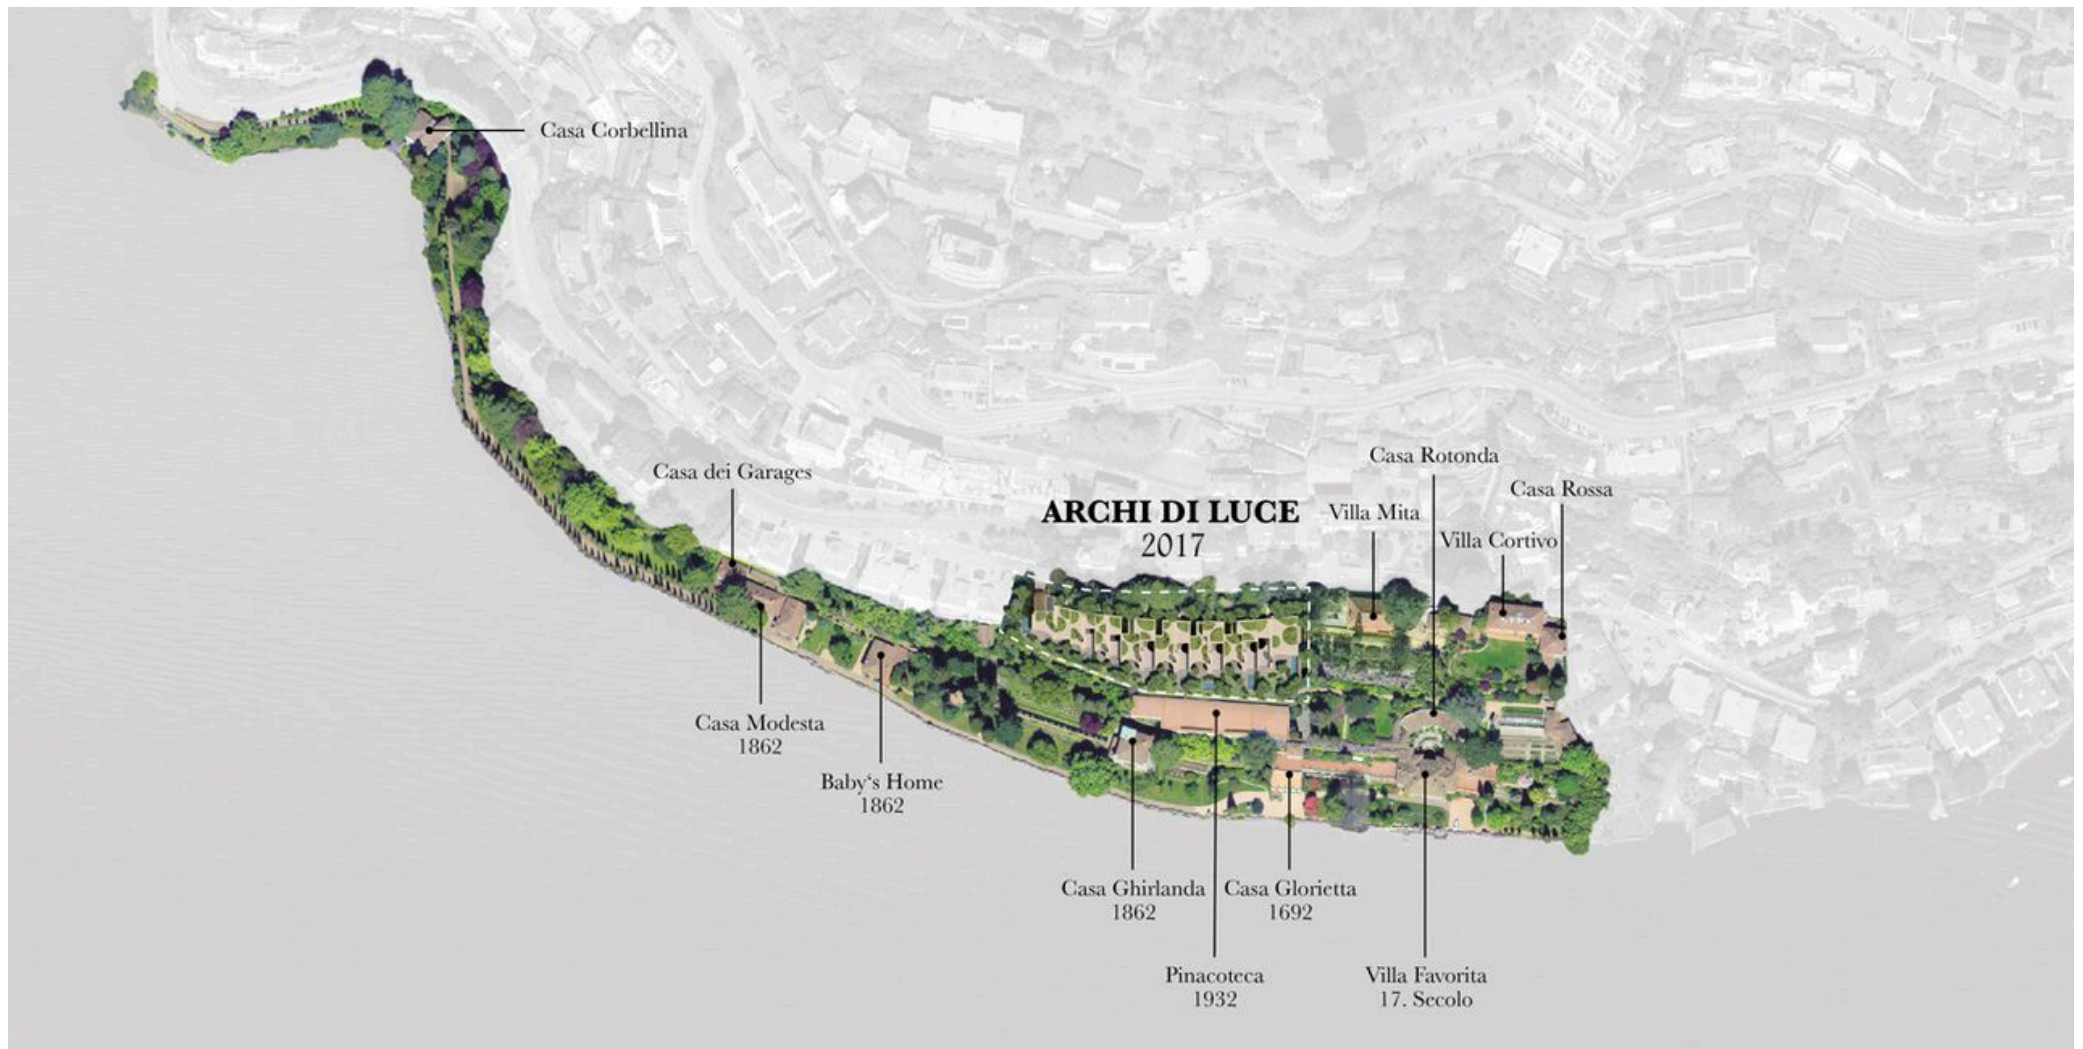 Casa Corbellina
Casa dei Garages
Casa Rotonda
Casa Rossa
ARCHI DI LUCE
2017
Villa Mita
Villa Cortivo
Casa Modesta
1862
Baby‘s Home
1862
Casa Ghirlanda
1862
Casa Glorietta
1692
Pinacoteca
1932
Villa Favorita
17. Secolo